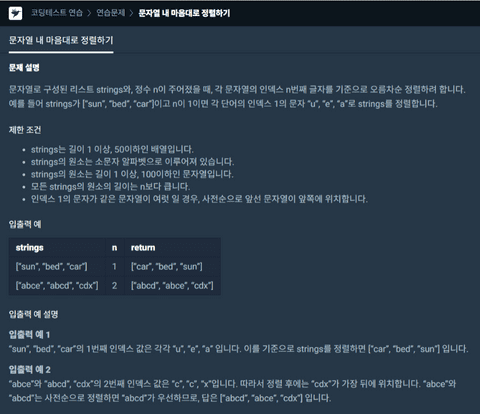 코딩테스트 연습 > 연습문제 > 문자열 내 마음대로 정렬하기
문자열 내 마음대로 정렬하기
문제 설명
문자열로 구성된 리스트 strings와, 정수 n이 주어졌을 때, 각 문자열의 인덱스 n번째 글자를 기준으로 오름차순 정렬하려 합니다.
예를 들어 strings가 ["sun", "bed", "car"]이고 n이 1이면 각 단어의 인덱스 1의 문자 "u", "e", "a"로 strings를 정렬합니다.
제한 조건
• strings는 길이 1 이상, 50이하인 배열입니다.
• strings의 원소는 소문자 알파벳으로 이루어져 있습니다.
• strings의 원소는 길이 1 이상, 100이하인 문자열입니다.
• 모든 strings의 원소의 길이는 n보다 큽니다.
• 인덱스 1의 문자가 같은 문자열이 여럿 일 경우, 사전순으로 앞선 문자열이 앞쪽에 위치합니다.
입출력 예
strings n return
["sun", "bed", "car"] 1 ["car", "bed", "sun"]
["abce", "abcd", "cdx"] 2 ["abcd", "abce", "cdx"]
입출력 예 설명
입출력 예 1
"sun", "bed", "car"의 1번째 인덱스 값은 각각 "u", "e", "a" 입니다. 이를 기준으로 strings를 정렬하면 ["car", "bed", "sun"] 입니다.
입출력 예 2
"abce"와 "abcd", "cdx"의 2번째 인덱스 값은 "c", "c", "x"입니다. 따라서 정렬 후에는 "cdx"가 가장 뒤에 위치합니다. "abce"와
"abcd"는 사전순으로 정렬하면 "abcd"가 우선하므로, 답은 ["abcd", "abce", "cdx"] 입니다.